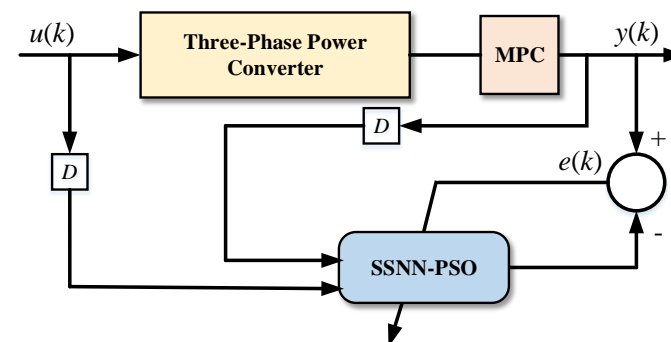 u(k)
Three-Phase Power
Converter
MPC
y(k)
D
D
e(k)
+
-
SSNN-PSO